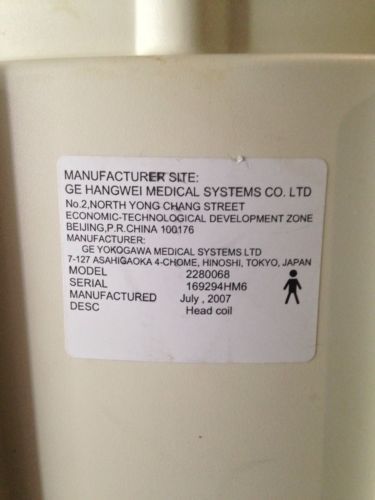 MANUFACTURER SITE:
GE HANGWEI MEDICAL SYSTEMS CO. LTD
No.2,NORTH YONG CHANG STREET
ECONOMIC-TECHNOLOGICAL DEVELOPMENT ZONE
BEIJING,P.R.CHINA 100176
MANUFACTURER:
GE YOKOGAWA MEDICAL SYSTEMS LTD
7-127 ASAHIGAOKA 4-CHOME, HINOSHI, TOKYO, JAPAN
MODEL 2280068
SERIAL 169294HM6
MANUFACTURED July , 2007
DESC Head coil